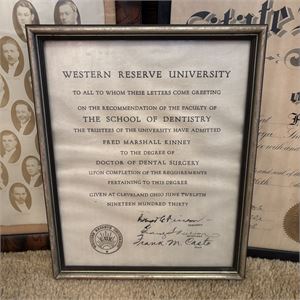 WESTERN RESERVE UNIVERSITY
TO ALL TO WHOM THESE LETTERS COME GREETING
ON THE RECOMMENDATION OF THE FACULTY OF
THE SCHOOL OF DENTISTRY
THE TRUSTEES OF THE UNIVERSITY HAVE ADMITTED
FRED MARSHALL KINNEY
TO THE DEGREE OF
DOCTOR OF DENTAL SURGERY
UPON COMPLETION OF THE REQUIREMENTS
PERTAINING TO THIS DEGREE
GIVEN AT CLEVELAND OHIO JUNE TWELFTH
NINETEEN HUNDRED THIRTY
Frank M. Casto
State